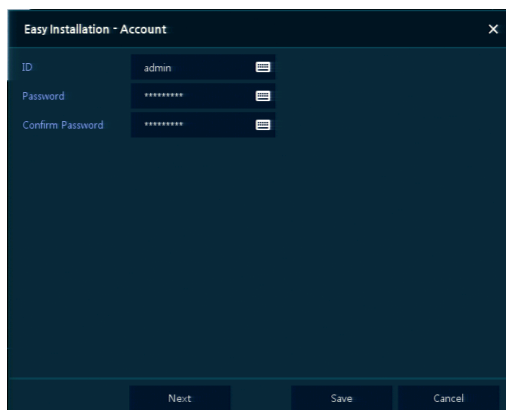 Easy Installation - Account
ID admin
Password *********
Confirm Password *********
Next Save Cancel